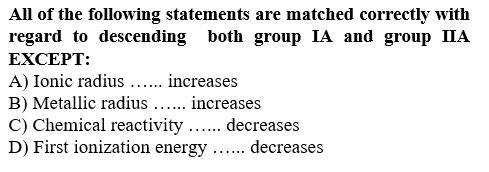 All of the following statements are matched correctly with
regard to descending both group IA and group IIA
EXCEPT:
A) Ionic radius …... increases
B) Metallic radius …... increases
C) Chemical reactivity …... decreases
D) First ionization energy …... decreases